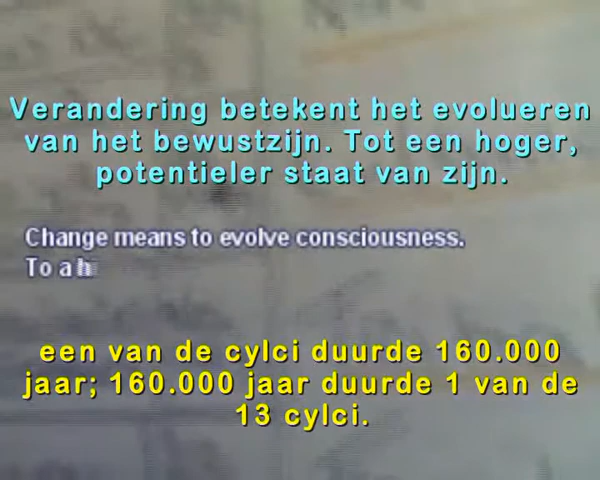 Verandering betekent het evolueren
van het bewustzijn. Tot een hoger,
potentieler staat van zijn.
Change means to evolve consciousness.
To a h
een van de cylci duurde 160.000
jaar; 160.000 jaar duurde 1 van de
13 cylci.